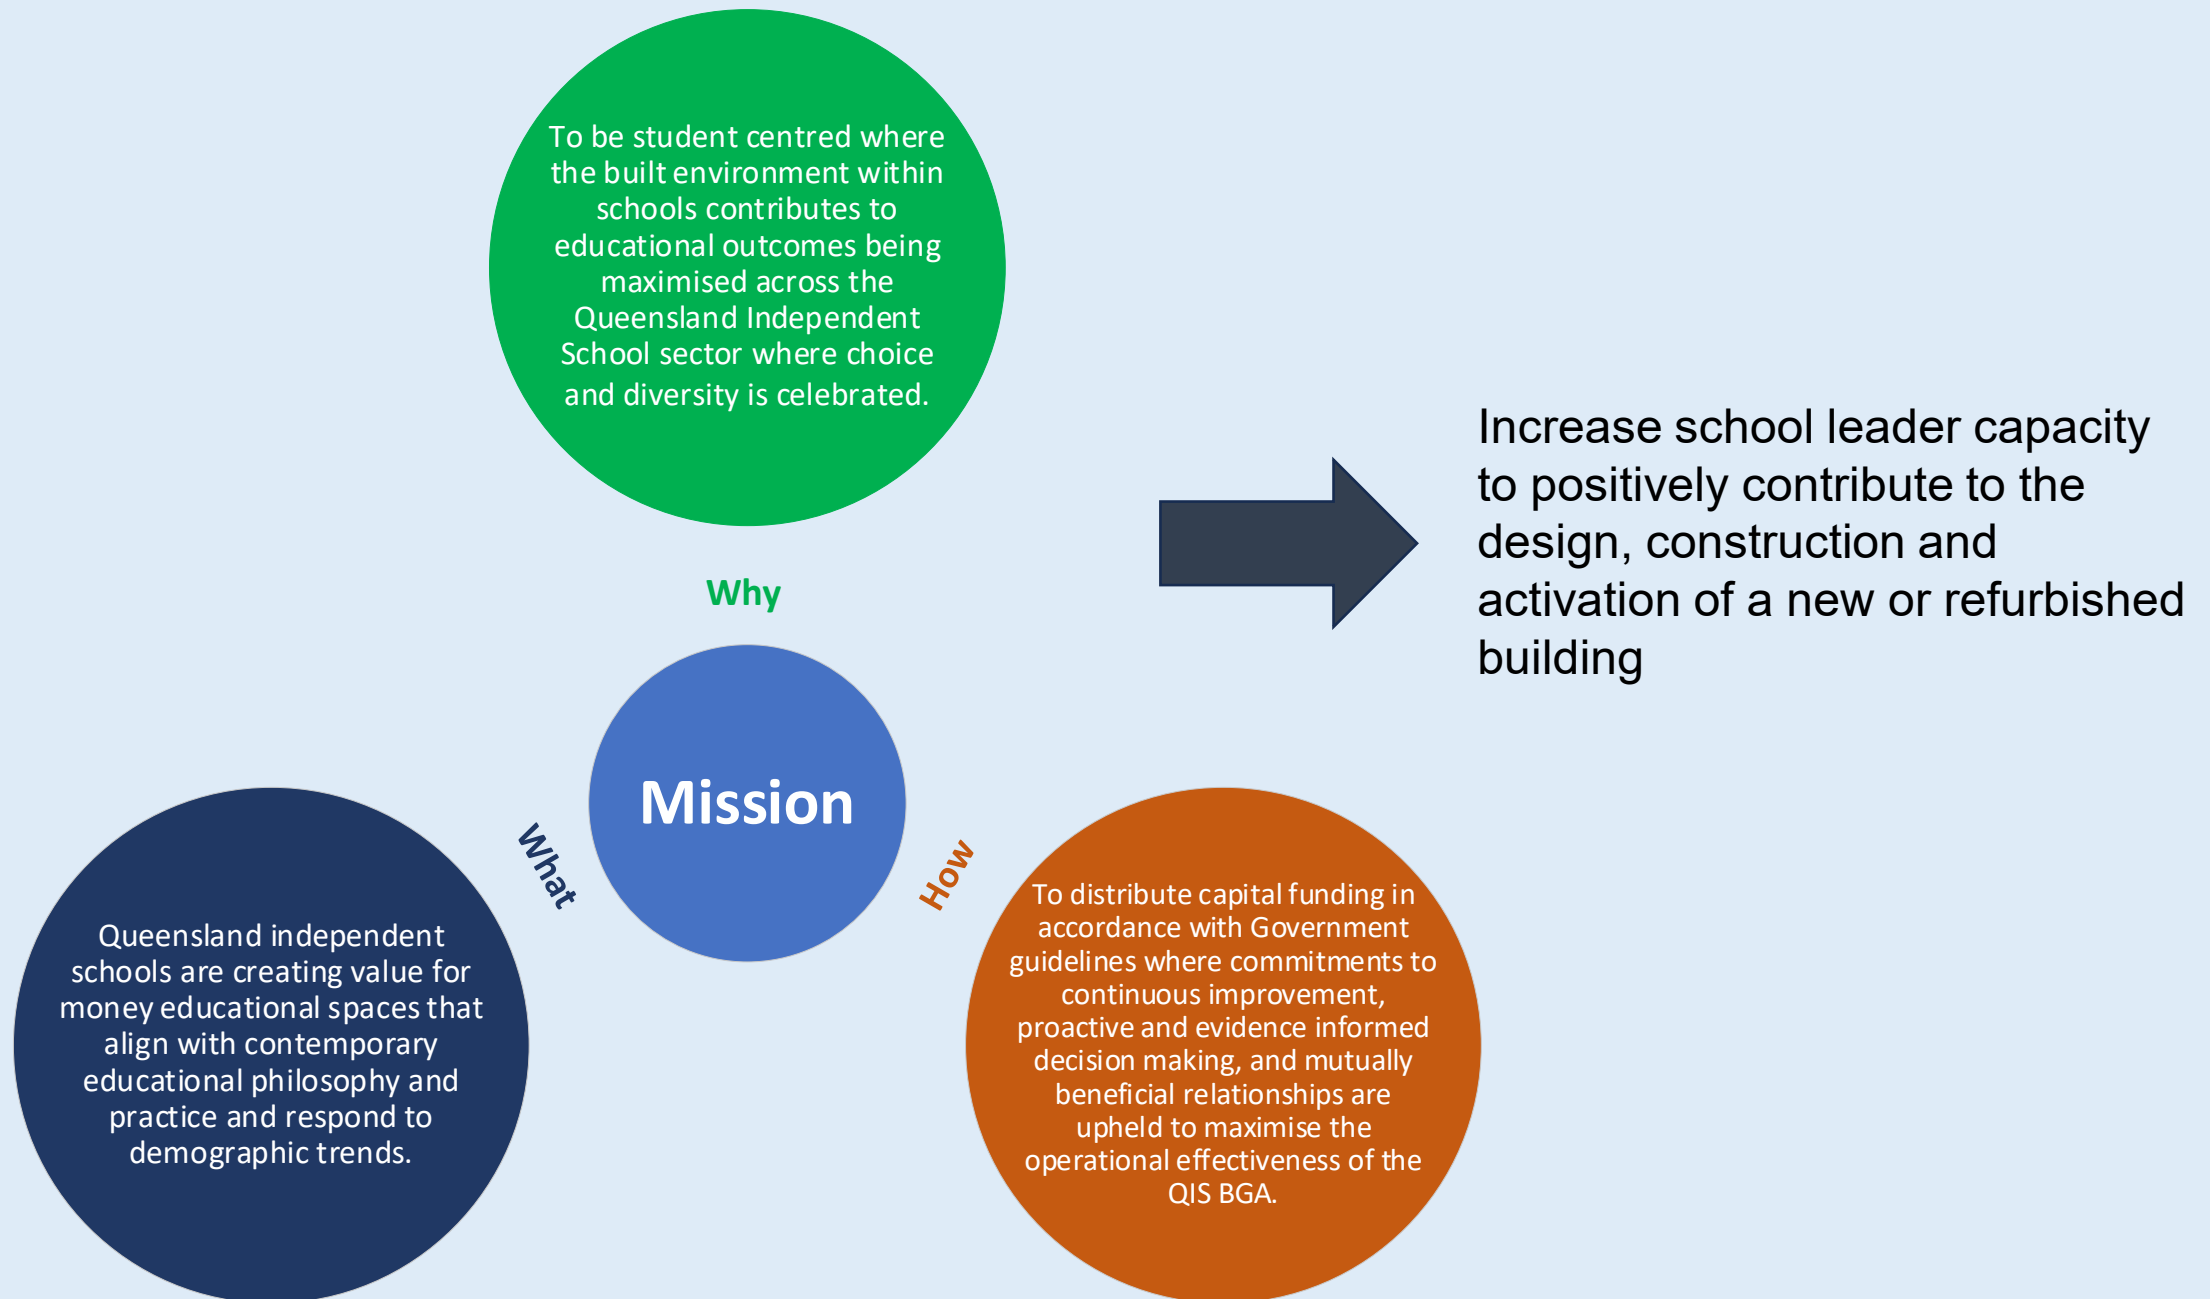 To be student centred where
the built environment within
schools contributes to
educational outcomes being
maximised across the
Queensland Independent
School sector where choice
and diversity is celebrated.
Why
Mission
What
How
Queensland independent
schools are creating value for
money educational spaces that
align with contemporary
educational philosophy and
practice and respond to
demographic trends.
To distribute capital funding in
accordance with Government
guidelines where commitments to
continuous improvement,
proactive and evidence informed
decision making, and mutually
beneficial relationships are
upheld to maximise the
operational effectiveness of the
QIS BGA.
Increase school leader capacity
to positively contribute to the
design, construction and
activation of a new or refurbished
building